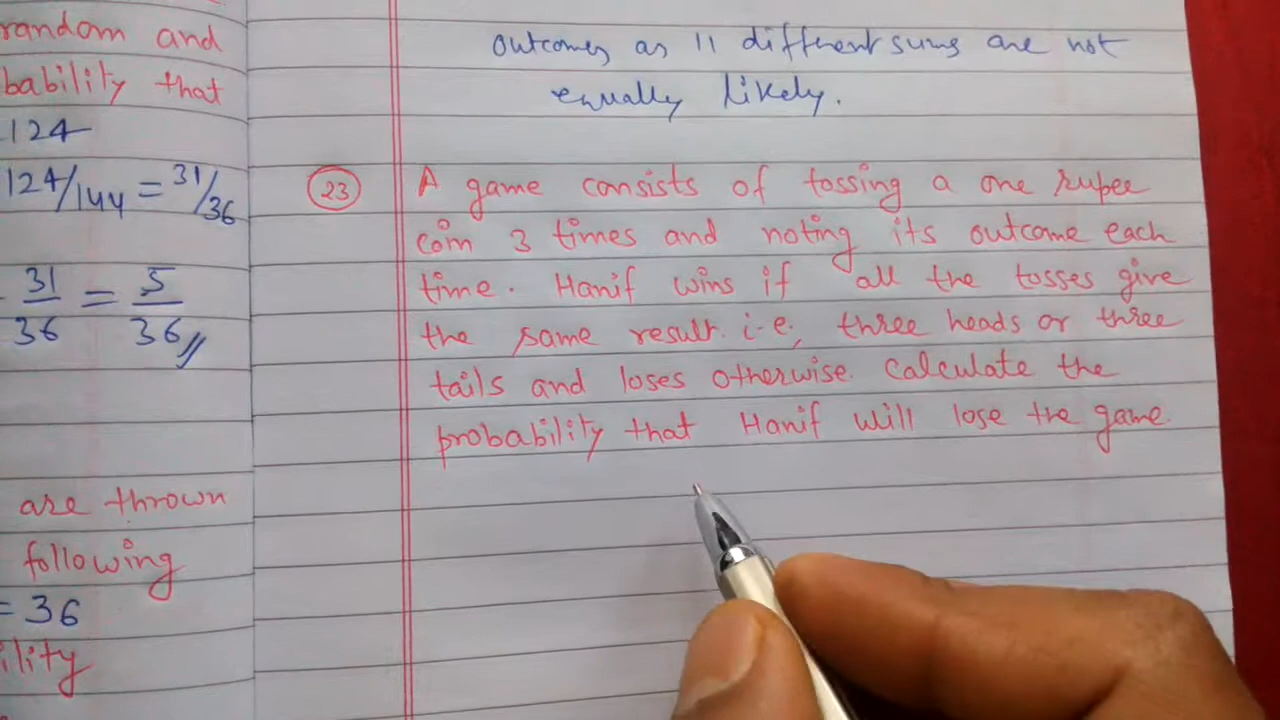 random and
bability that
124
124/144 = 31/36
31/36 = 5/36
are thrown
following
= 36
ility
outcomes as 11 different sums are not
equally likely.
23 A game consists of tossing a one rupee
coin 3 times and noting its outcome each
time. Hanif wins if all the tosses give
the same result. i.e, three heads or three
tails and loses otherwise. Calculate the
probability that Hanif will lose the game.